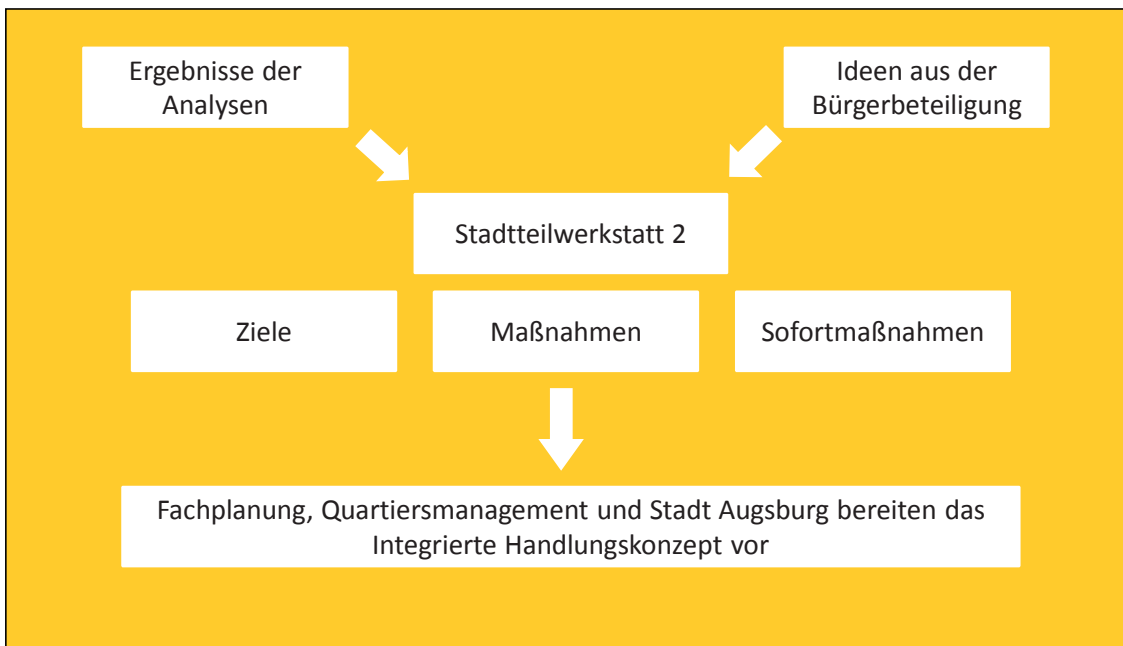 Ergebnisse der
Analysen
Ideen aus der
Bürgerbeteiligung
Stadtteilwerkstatt 2
Ziele
Maßnahmen
Sofortmaßnahmen
Fachplanung, Quartiersmanagement und Stadt Augsburg bereiten das
Integrierte Handlungskonzept vor